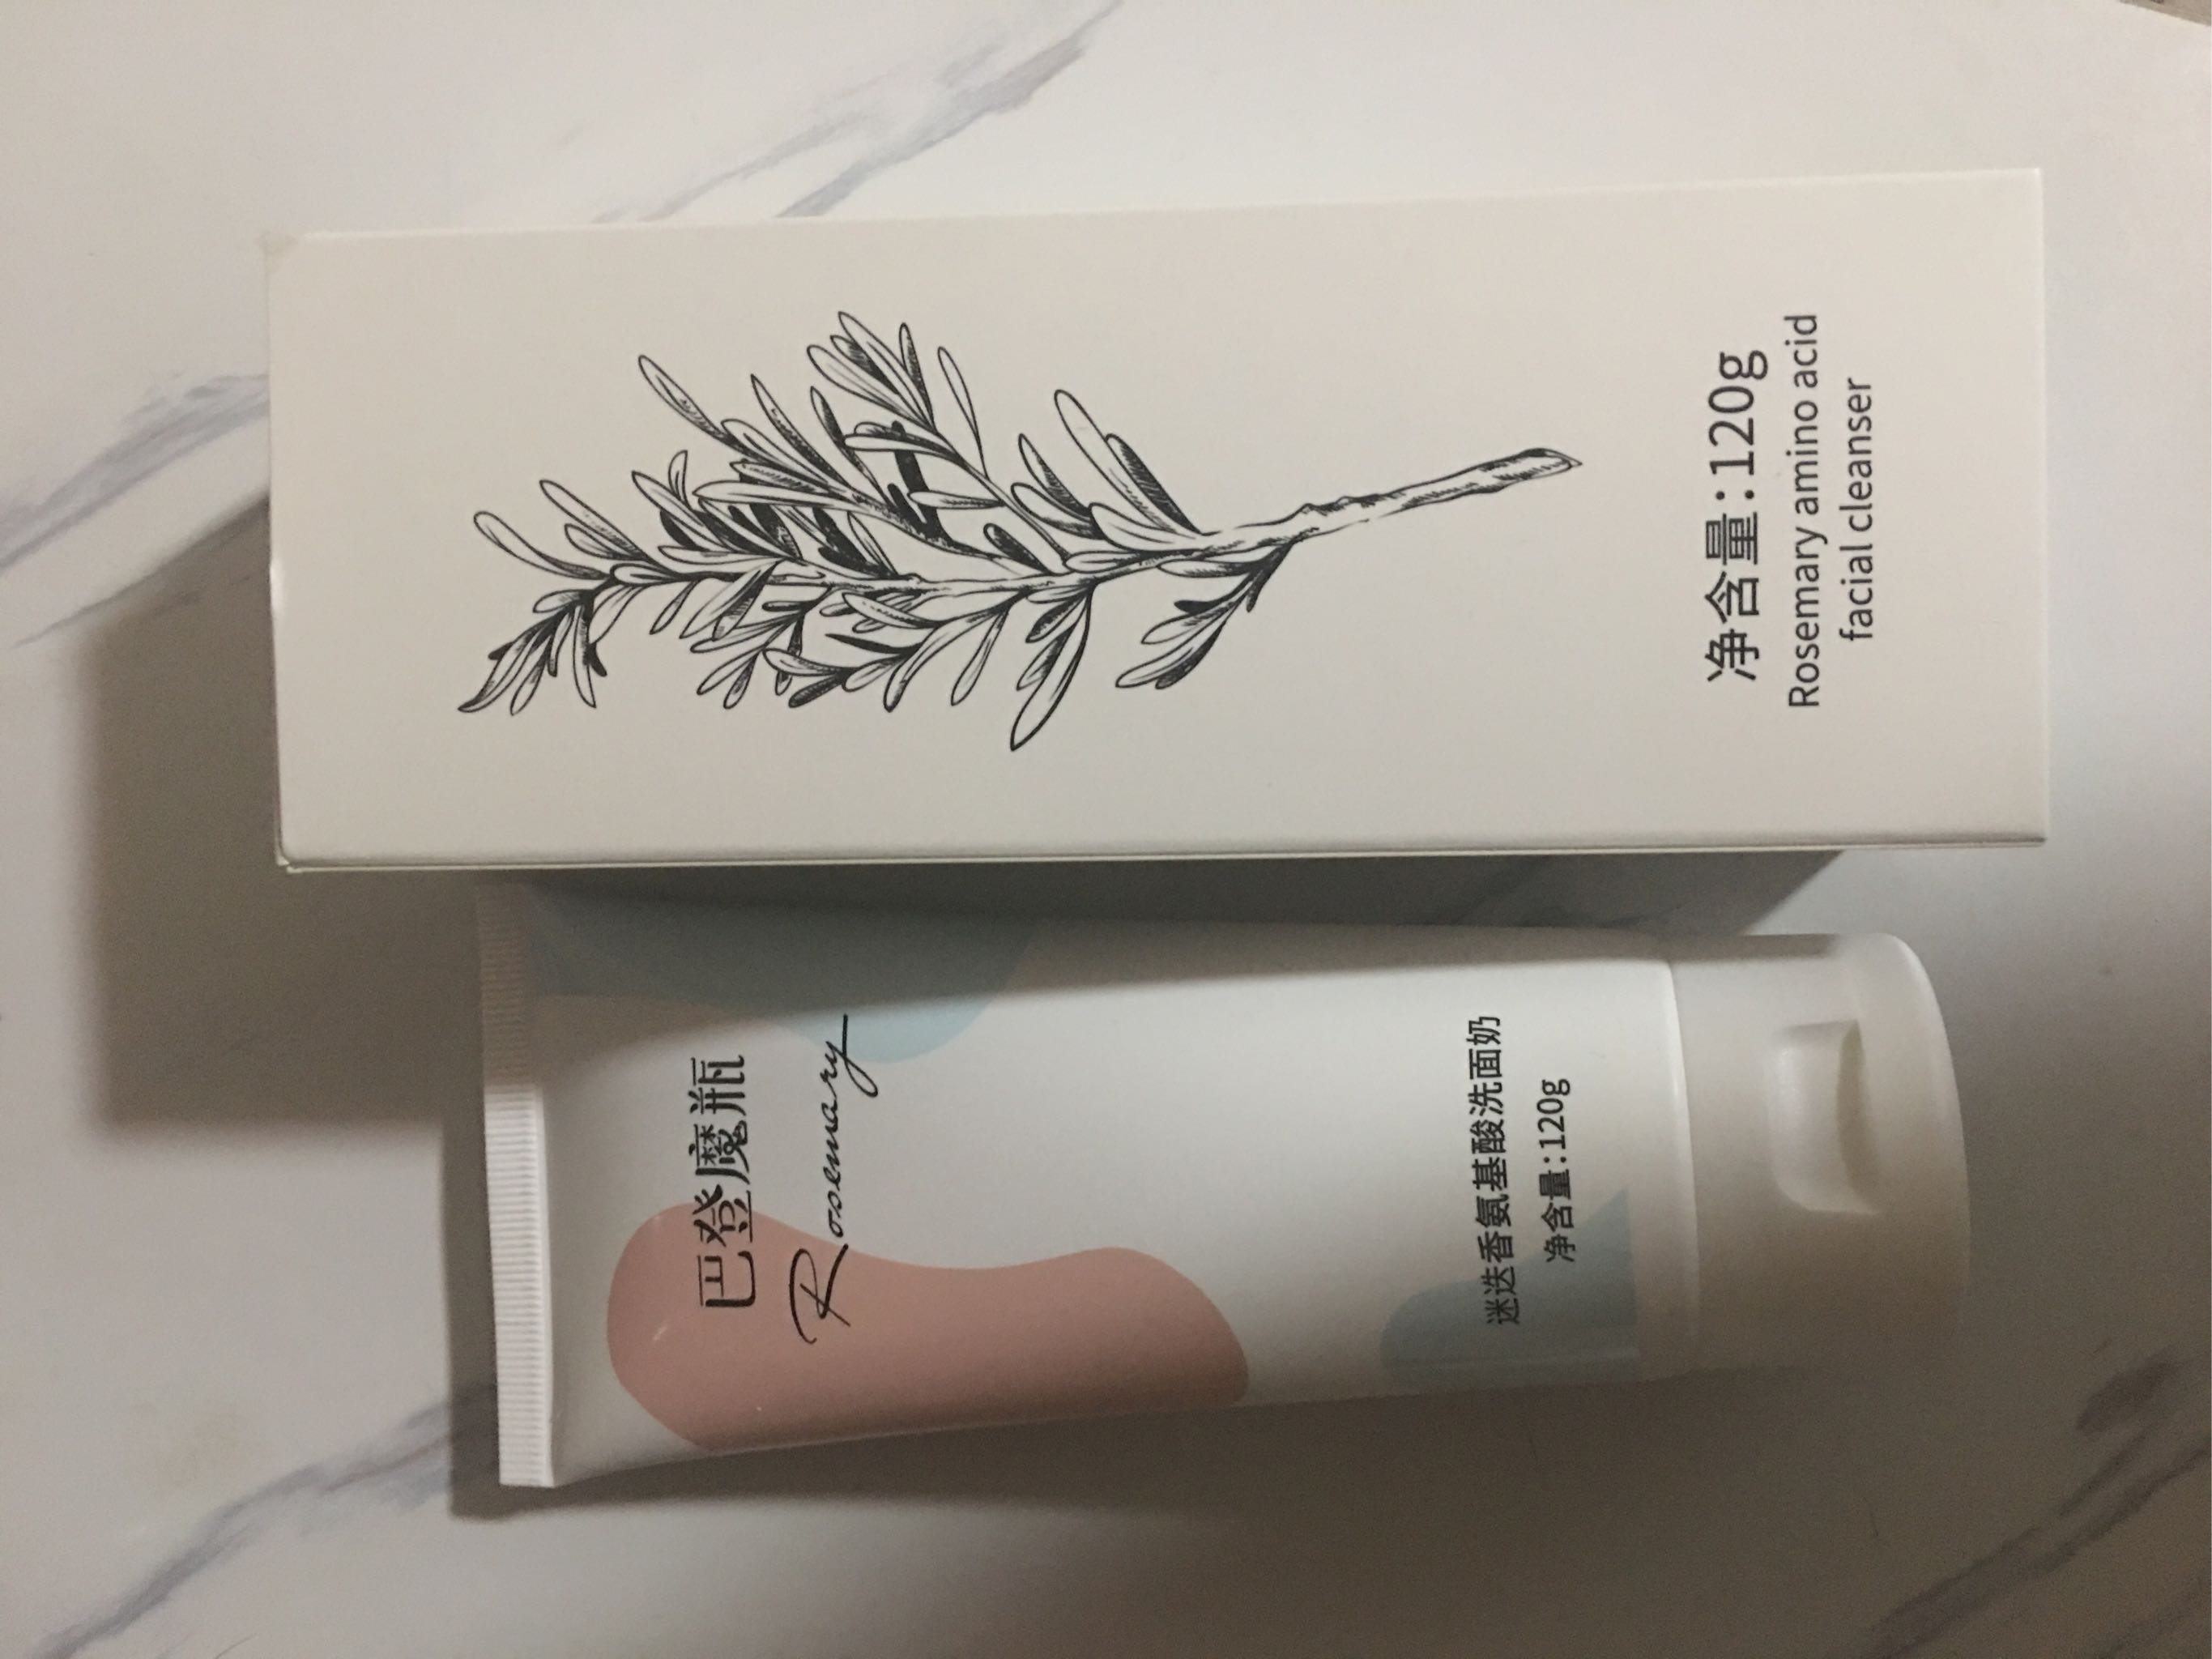 净含量:120g
Rosemary amino acid
facial cleanser
巴登魔瓶
Rosemary
迷迭香氨基酸洗面奶
净含量:120g